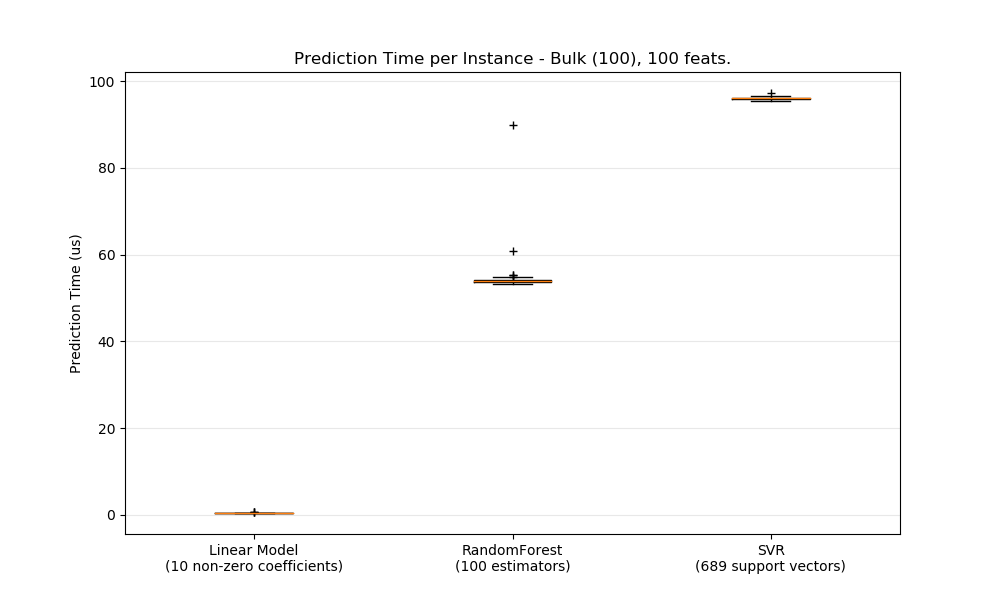 Prediction Time per Instance - Bulk (100), 100 feats.
100
80
60
40
20
0
Prediction Time (us)
Linear Model
(10 non-zero coefficients)
RandomForest
(100 estimators)
SVR
(689 support vectors)